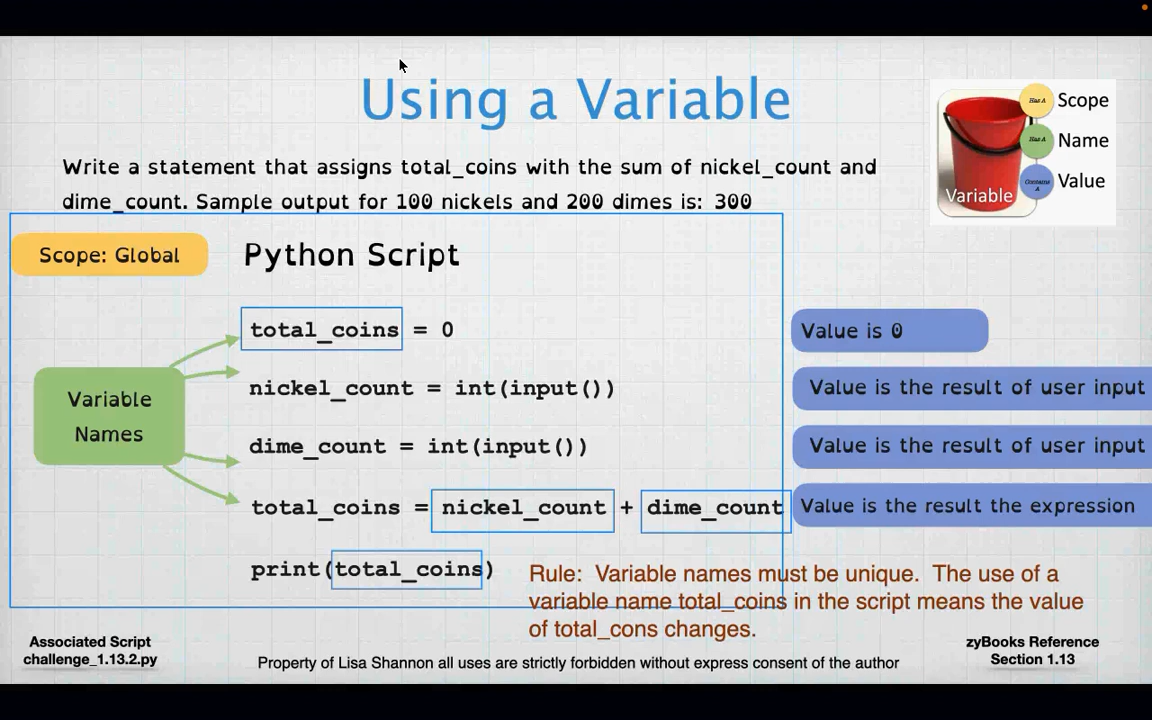 Using a Variable
Has A
Scope
Has A
Name
Contains A
Value
Variable
Write a statement that assigns total_coins with the sum of nickel_count and
dime_count. Sample output for 100 nickels and 200 dimes is: 300
Scope: Global
Python Script
total_coins = 0
Value is 0
nickel_count = int(input())
Value is the result of user input
Variable
Names
dime_count = int(input())
Value is the result of user input
total_coins = nickel_count + dime_count
Value is the result the expression
print(total_coins)
Rule: Variable names must be unique. The use of a
variable name total_coins in the script means the value
of total_cons changes.
Associated Script
challenge_1.13.2.py
Property of Lisa Shannon all uses are strictly forbidden without express consent of the author
zyBooks Reference
Section 1.13